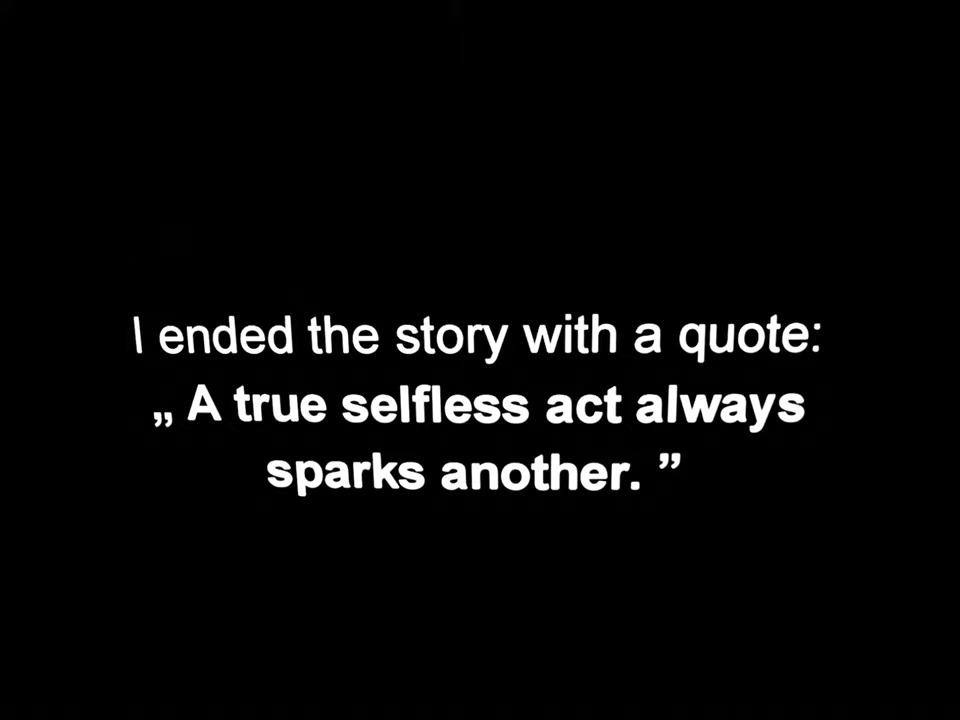 I ended the story with a quote:
„ A true selfless act always
sparks another. ”